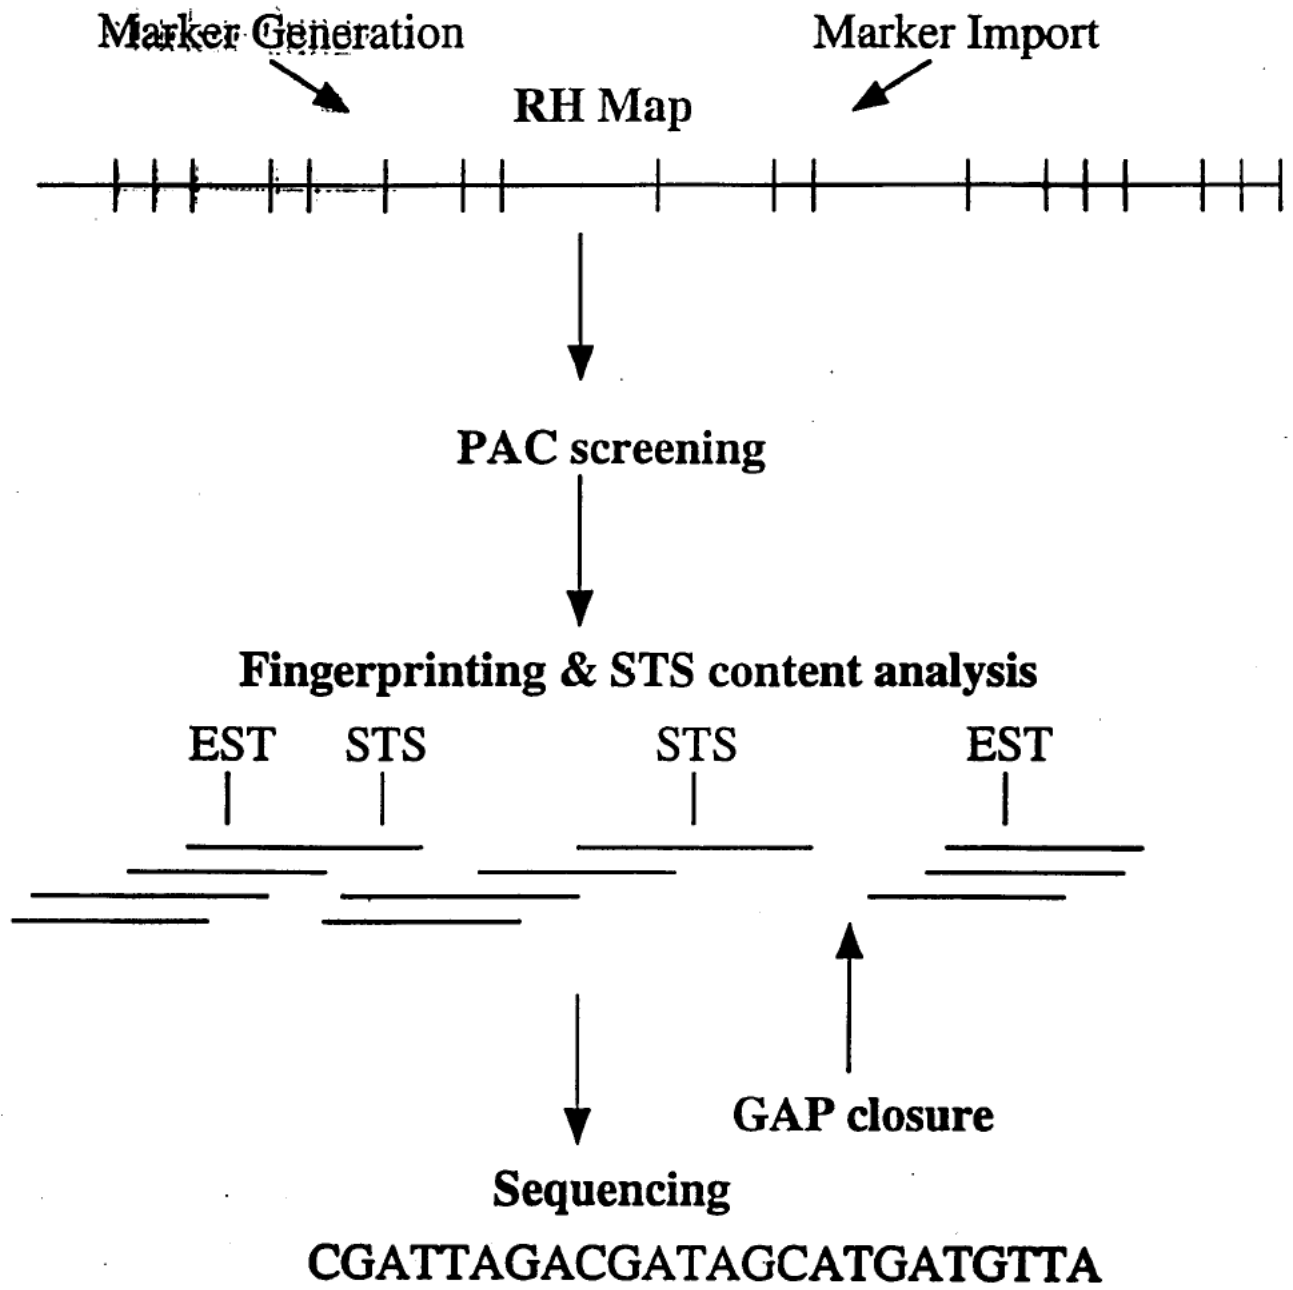 Marker Generation
Marker Import
RH Map
PAC screening
Fingerprinting & STS content analysis
EST STS STS EST
GAP closure
Sequencing
CGATTAGACGATAGCATGATGTTA